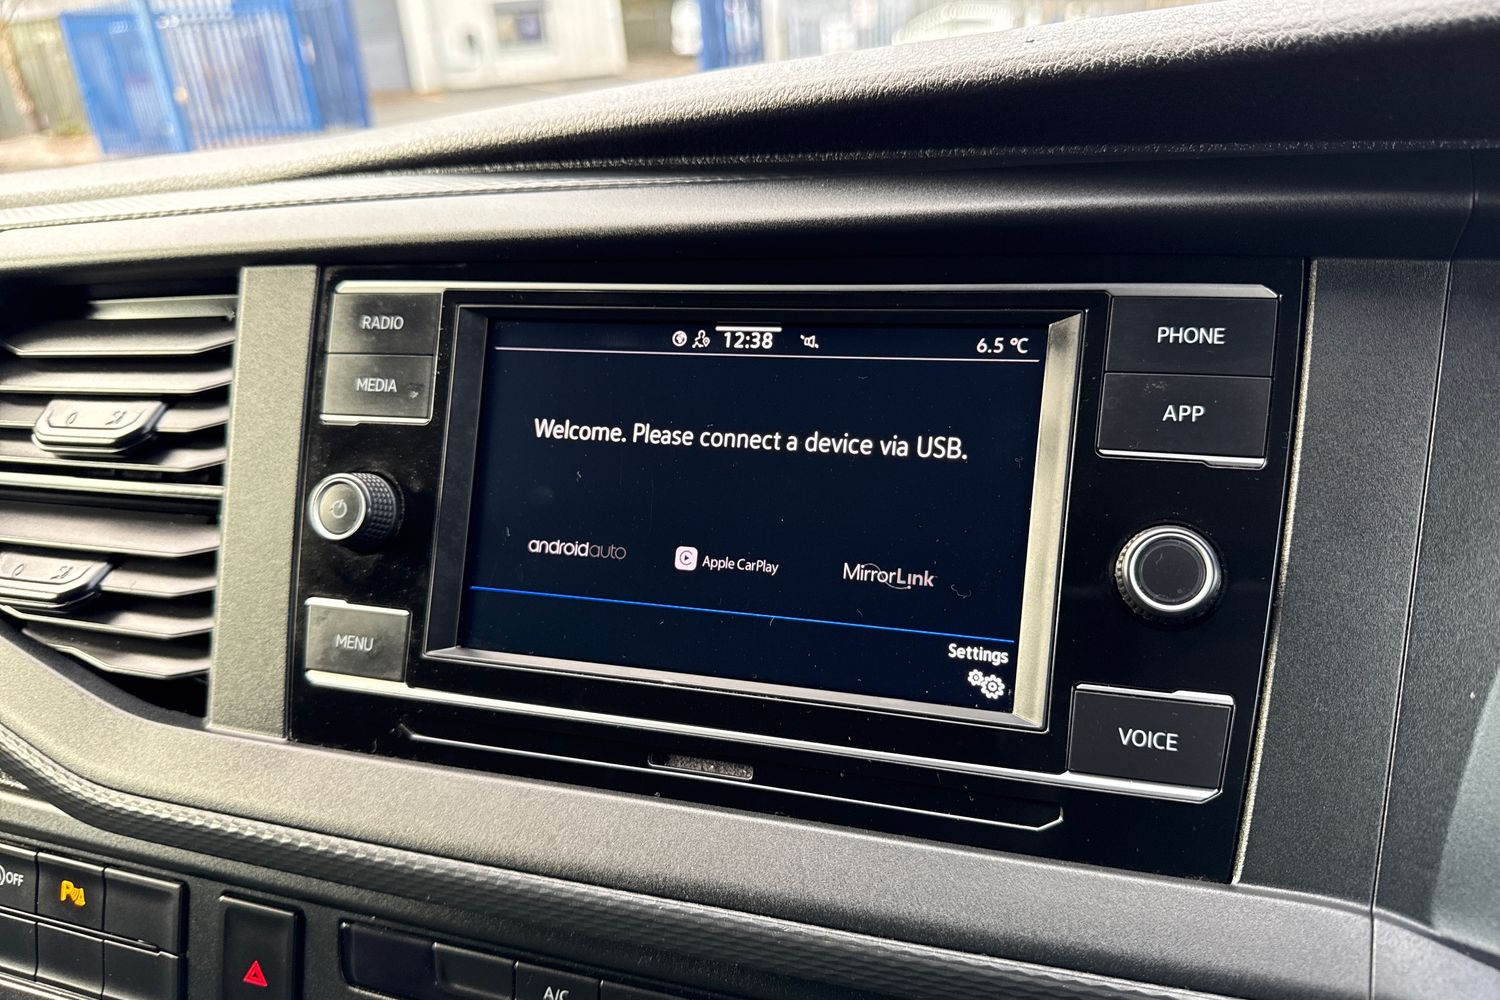 RADIO
MEDIA
12:38
6.5 °C
PHONE
APP
Welcome. Please connect a device via USB.
androidauto
Apple CarPlay
MirrorLink
Settings
MENU
VOICE
OFF
P
A/C